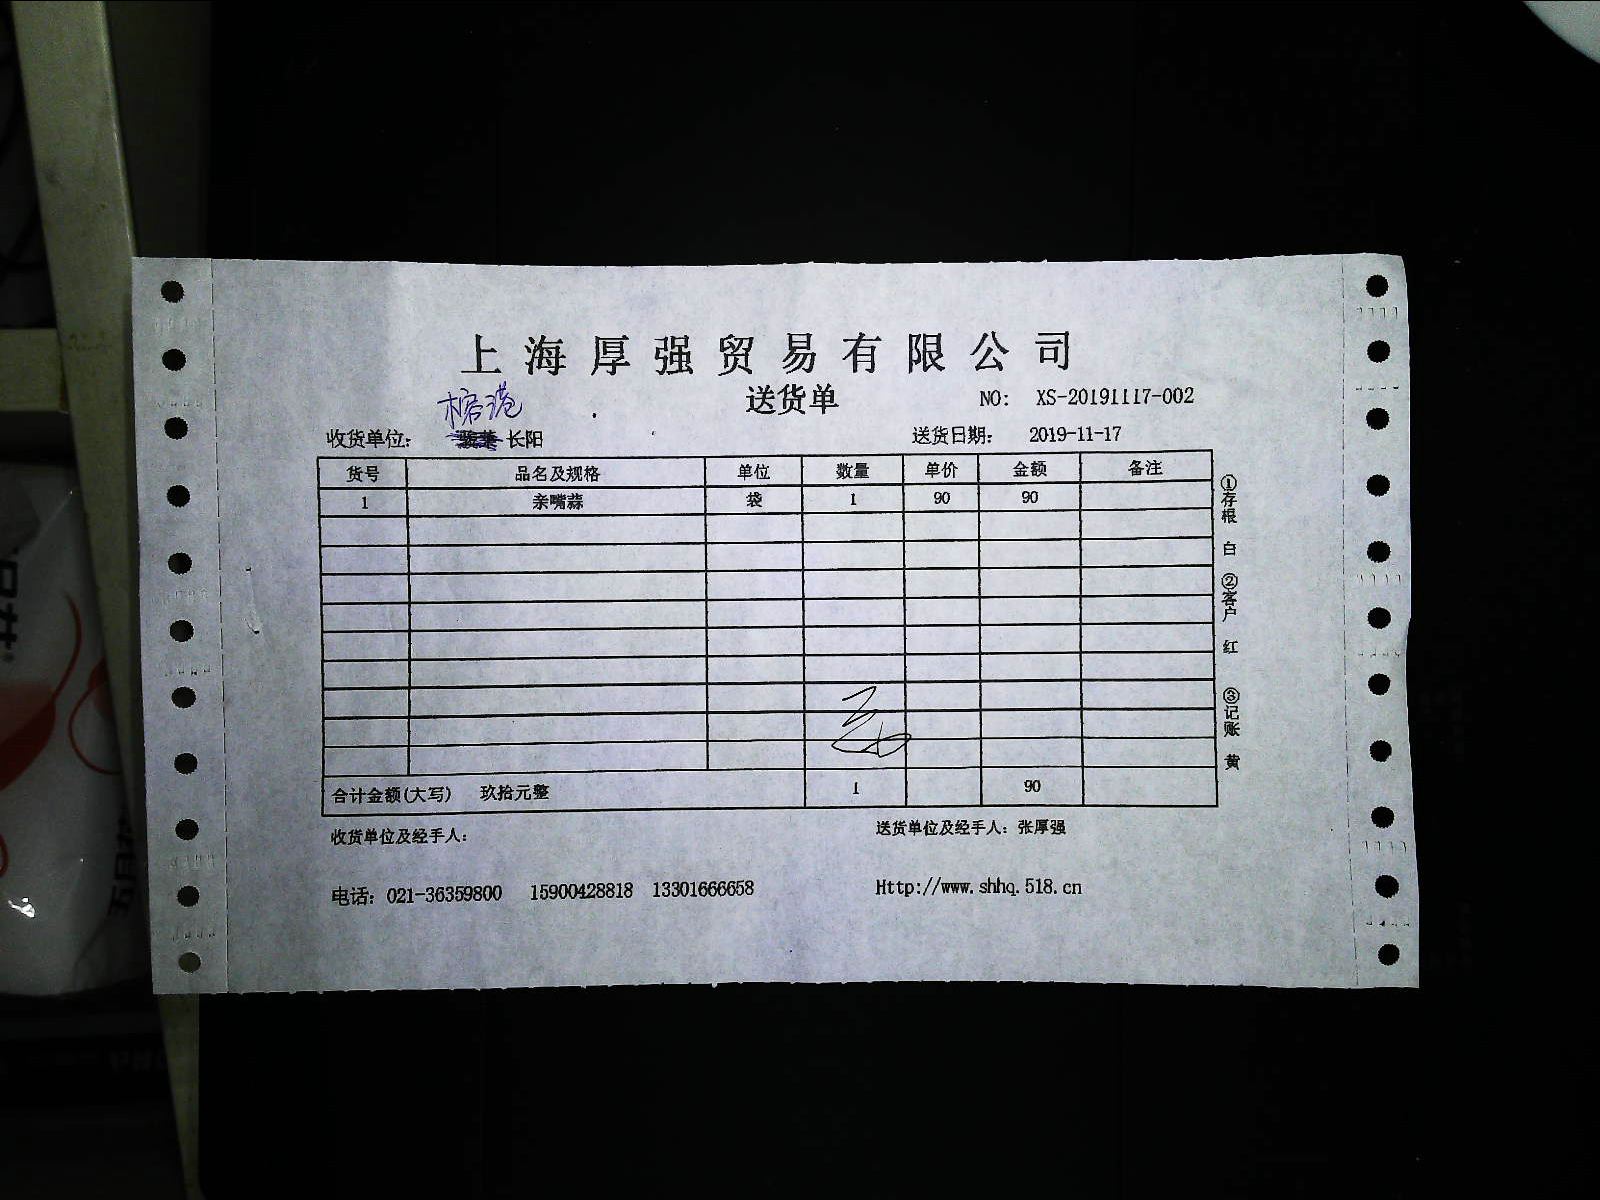 上海厚强贸易有限公司
送货单
NO: XS-20191117-002
榕港
收货单位: 长阳
送货日期: 2019-11-17
货号 品名及规格 单位 数量 单价 金额 备注
1 亲嘴蒜 袋 1 90 90
合计金额(大写) 玖拾元整 1 90
收货单位及经手人:
送货单位及经手人: 张厚强
电话: 021-36359800 15900428818 13301666658
Http://www.shhq.518.cn
①存根 白 ②客户 红 ③记账 黄